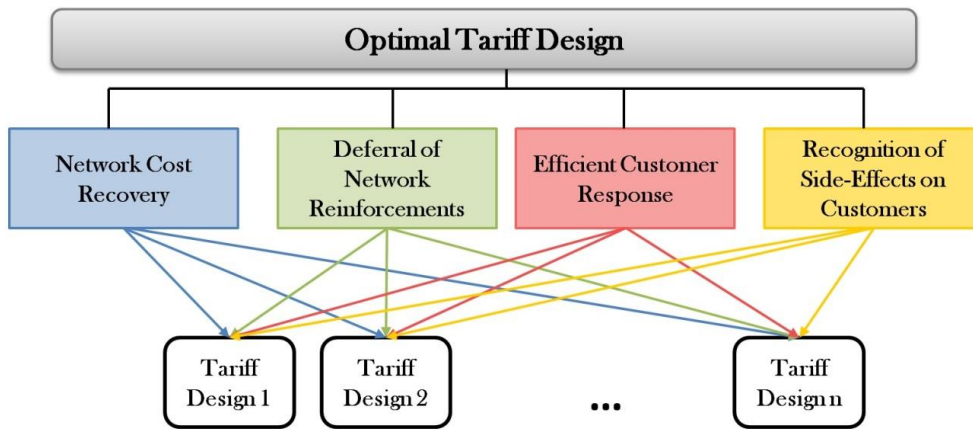 Optimal Tariff Design
Network Cost
Recovery
Deferral of
Network
Reinforcements
Efficient Customer
Response
Recognition of
Side-Effects on
Customers
Tariff
Design 1
Tariff
Design 2
...
Tariff
Design n